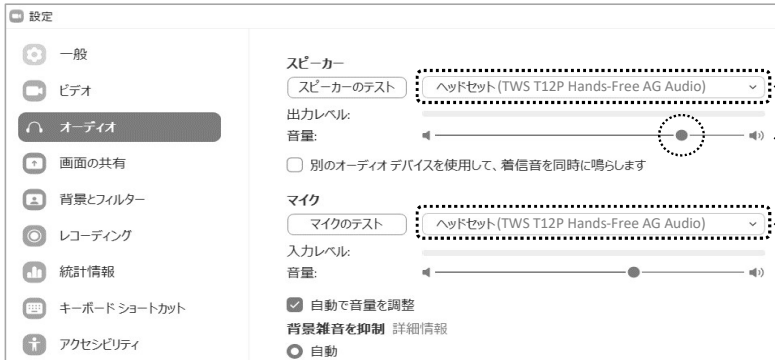 設定
一般
ビデオ
オーディオ
画面の共有
背景とフィルター
レコーディング
統計情報
キーボード ショートカット
アクセシビリティ
スピーカー
スピーカーのテスト ヘッドセット (TWS T12P Hands-Free AG Audio)
出力レベル:
音量:
別のオーディオ デバイスを使用して、着信音を同時に鳴らします
マイク
マイクのテスト ヘッドセット (TWS T12P Hands-Free AG Audio)
入力レベル:
音量:
自動で音量を調整
背景雑音を抑制 詳細情報
自動